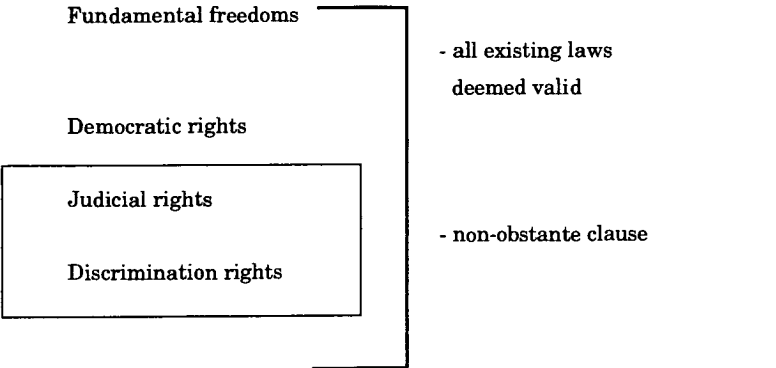 Fundamental freedoms
- all existing laws
deemed valid
Democratic rights
Judicial rights
- non-obstante clause
Discrimination rights